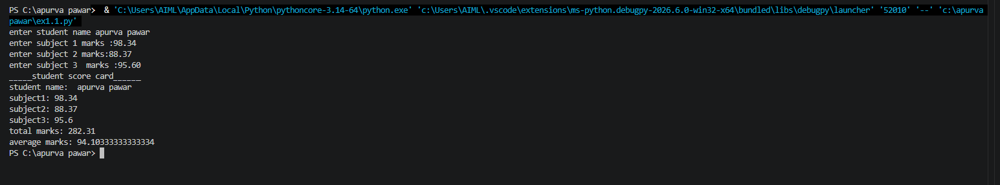 PS C:\apurva pawar>  & 'C:\Users\AIML\AppData\Local\Python\pythoncore-3.14-64\python.exe' 'c:\Users\AIML\.vscode\extensions\ms-python.debugpy-2026.6.0-win32-x64\bundled\libs\debugpy\launcher' '52010' '--' 'c:\apurva
pawar\ex1.1.py'
enter student name apurva pawar
enter subject 1 marks :98.34
enter subject 2 marks:88.37
enter subject 3  marks :95.60
_____student score card______
student name:  apurva pawar
subject1: 98.34
subject2: 88.37
subject3: 95.6
total marks: 282.31
average marks: 94.10333333333334
PS C:\apurva pawar>